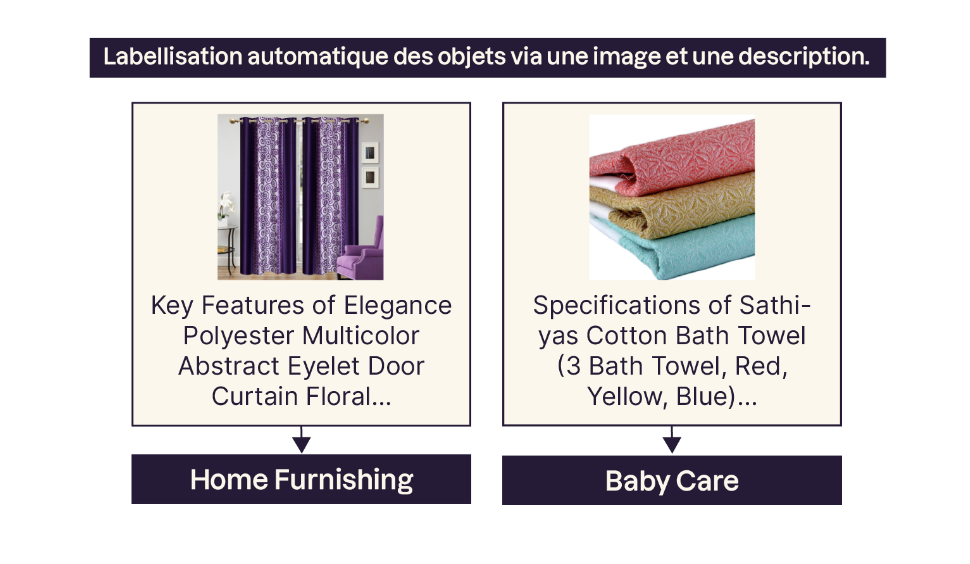 Labellisation automatique des objets via une image et une description.
Key Features of Elegance
Polyester Multicolor
Abstract Eyelet Door
Curtain Floral...
Home Furnishing
Specifications of Sathi-
yas Cotton Bath Towel
(3 Bath Towel, Red,
Yellow, Blue)...
Baby Care